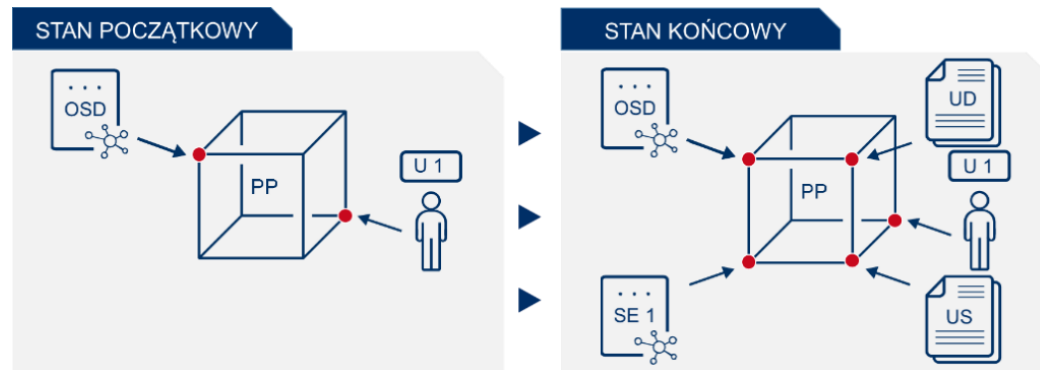 STAN POCZĄTKOWY
OSD
PP
U 1
STAN KOŃCOWY
OSD
UD
U 1
PP
SE 1
US